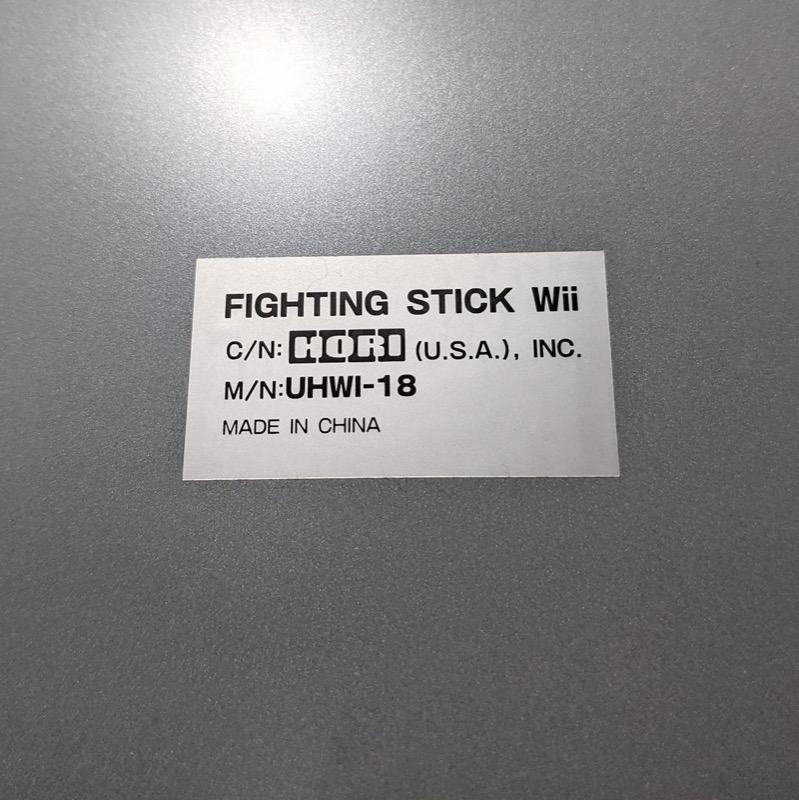 FIGHTING STICK Wii
C/N: HORI (U.S.A.), INC.
M/N:UHWI-18
MADE IN CHINA